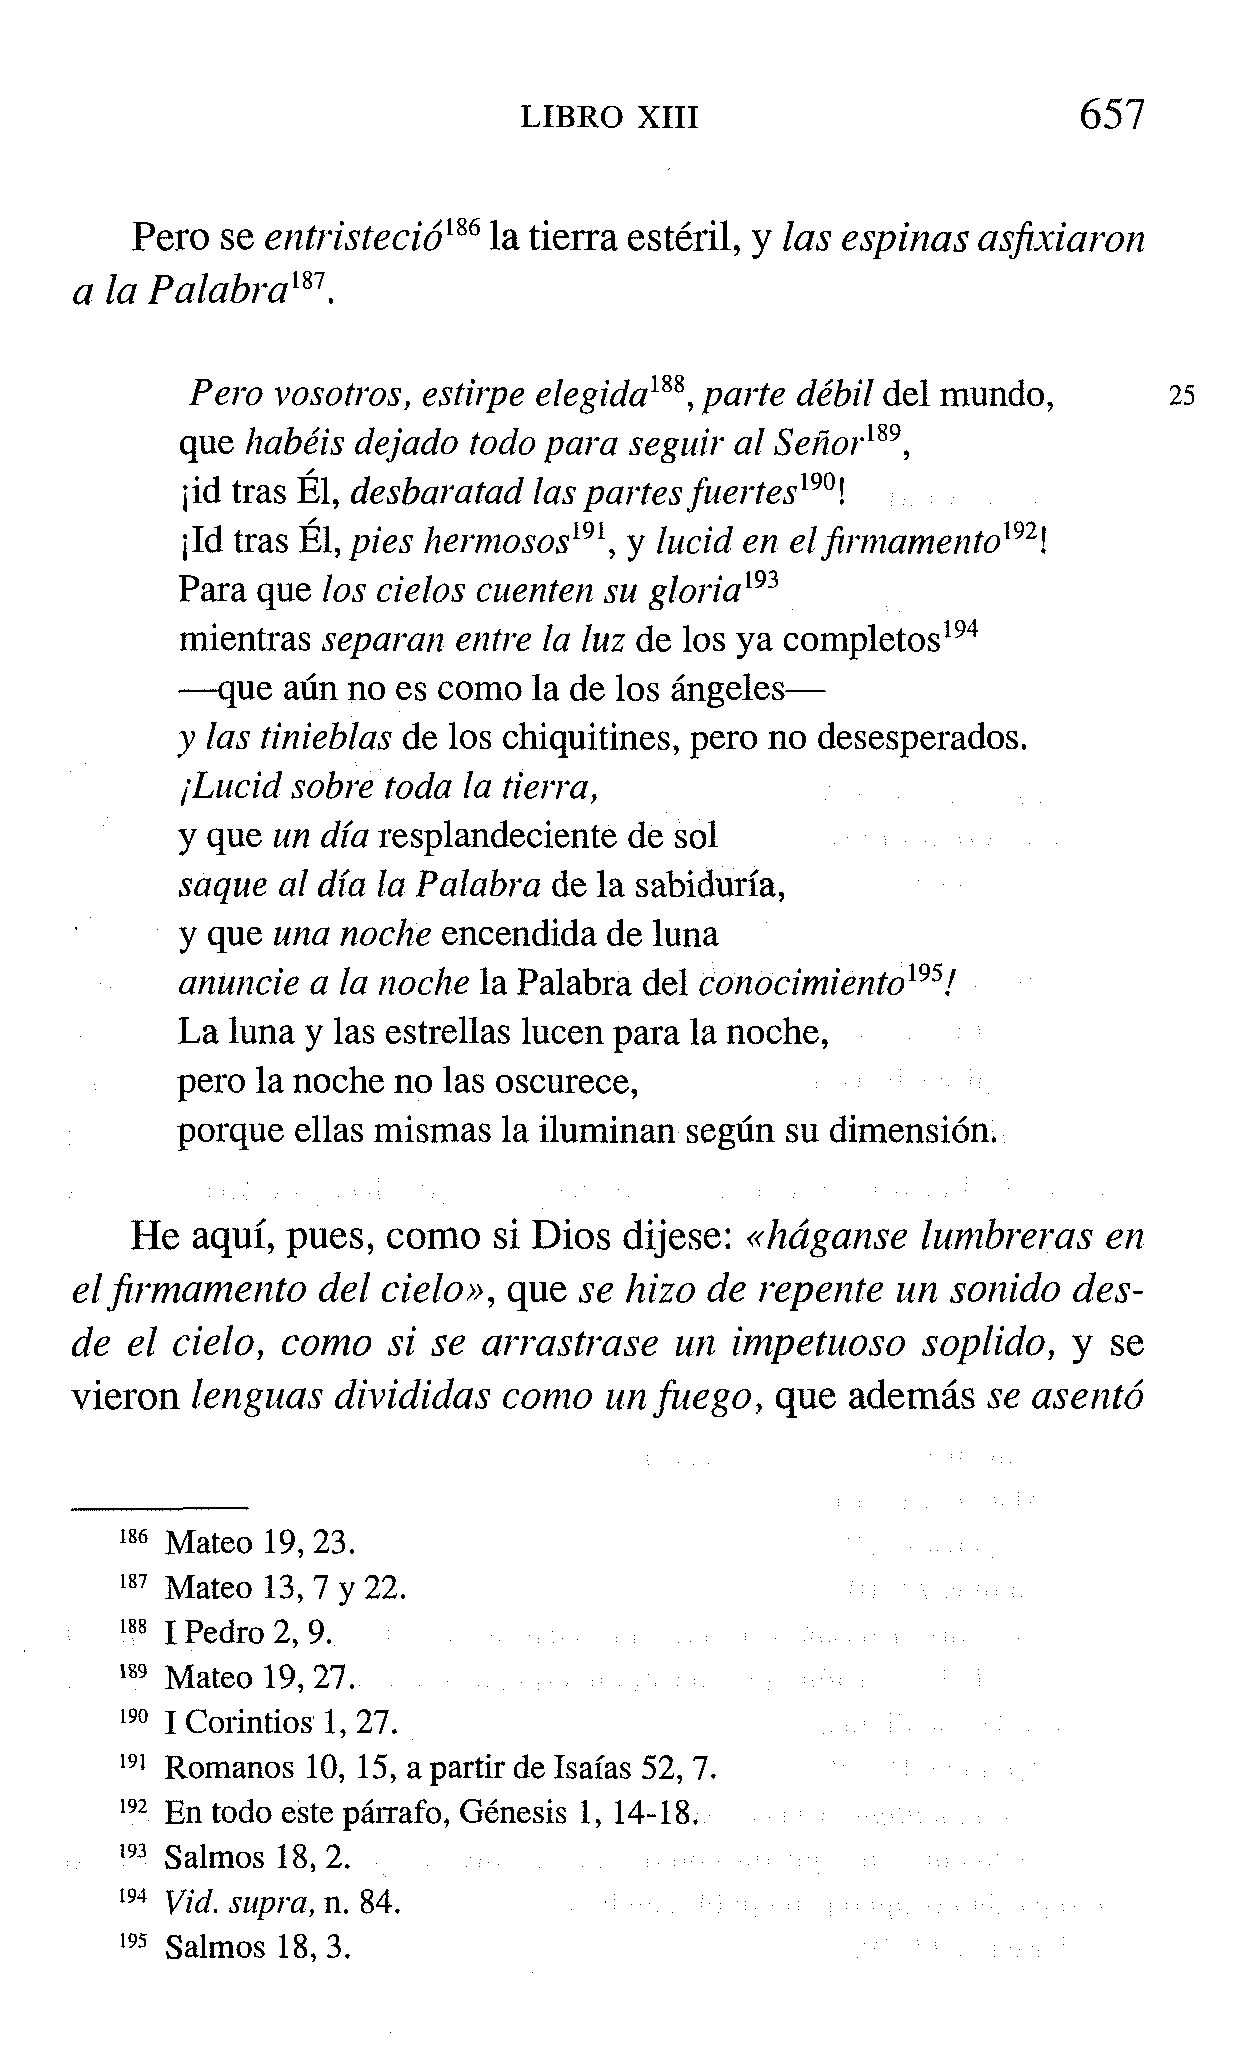 LIBRO XIII 657
Pero se entristeció¹⁸⁶ la tierra estéril, y las espinas asfixiaron
a la Palabra¹⁸⁷.
Pero vosotros, estirpe elegida¹⁸⁸, parte débil del mundo, 25
que habéis dejado todo para seguir al Señor¹⁸⁹,
¡id tras Él, desbaratad las partes fuertes¹⁹⁰!
¡Id tras Él, pies hermosos¹⁹¹, y lucid en el firmamento¹⁹²!
Para que los cielos cuenten su gloria¹⁹³
mientras separan entre la luz de los ya completos¹⁹⁴
—que aún no es como la de los ángeles—
y las tinieblas de los chiquitines, pero no desesperados.
¡Lucid sobre toda la tierra,
y que un día resplandeciente de sol
saque al día la Palabra de la sabiduría,
y que una noche encendida de luna
anuncie a la noche la Palabra del conocimiento¹⁹⁵!
La luna y las estrellas lucen para la noche,
pero la noche no las oscurece,
porque ellas mismas la iluminan según su dimensión.
He aquí, pues, como si Dios dijese: «háganse lumbreras en
el firmamento del cielo», que se hizo de repente un sonido des-
de el cielo, como si se arrastrase un impetuoso soplido, y se
vieron lenguas divididas como un fuego, que además se asentó
¹⁸⁶ Mateo 19, 23.
¹⁸⁷ Mateo 13, 7 y 22.
¹⁸⁸ I Pedro 2, 9.
¹⁸⁹ Mateo 19, 27.
¹⁹⁰ I Corintios 1, 27.
¹⁹¹ Romanos 10, 15, a partir de Isaías 52, 7.
¹⁹² En todo este párrafo, Génesis 1, 14-18.
¹⁹³ Salmos 18, 2.
¹⁹⁴ Vid. supra, n. 84.
¹⁹⁵ Salmos 18, 3.